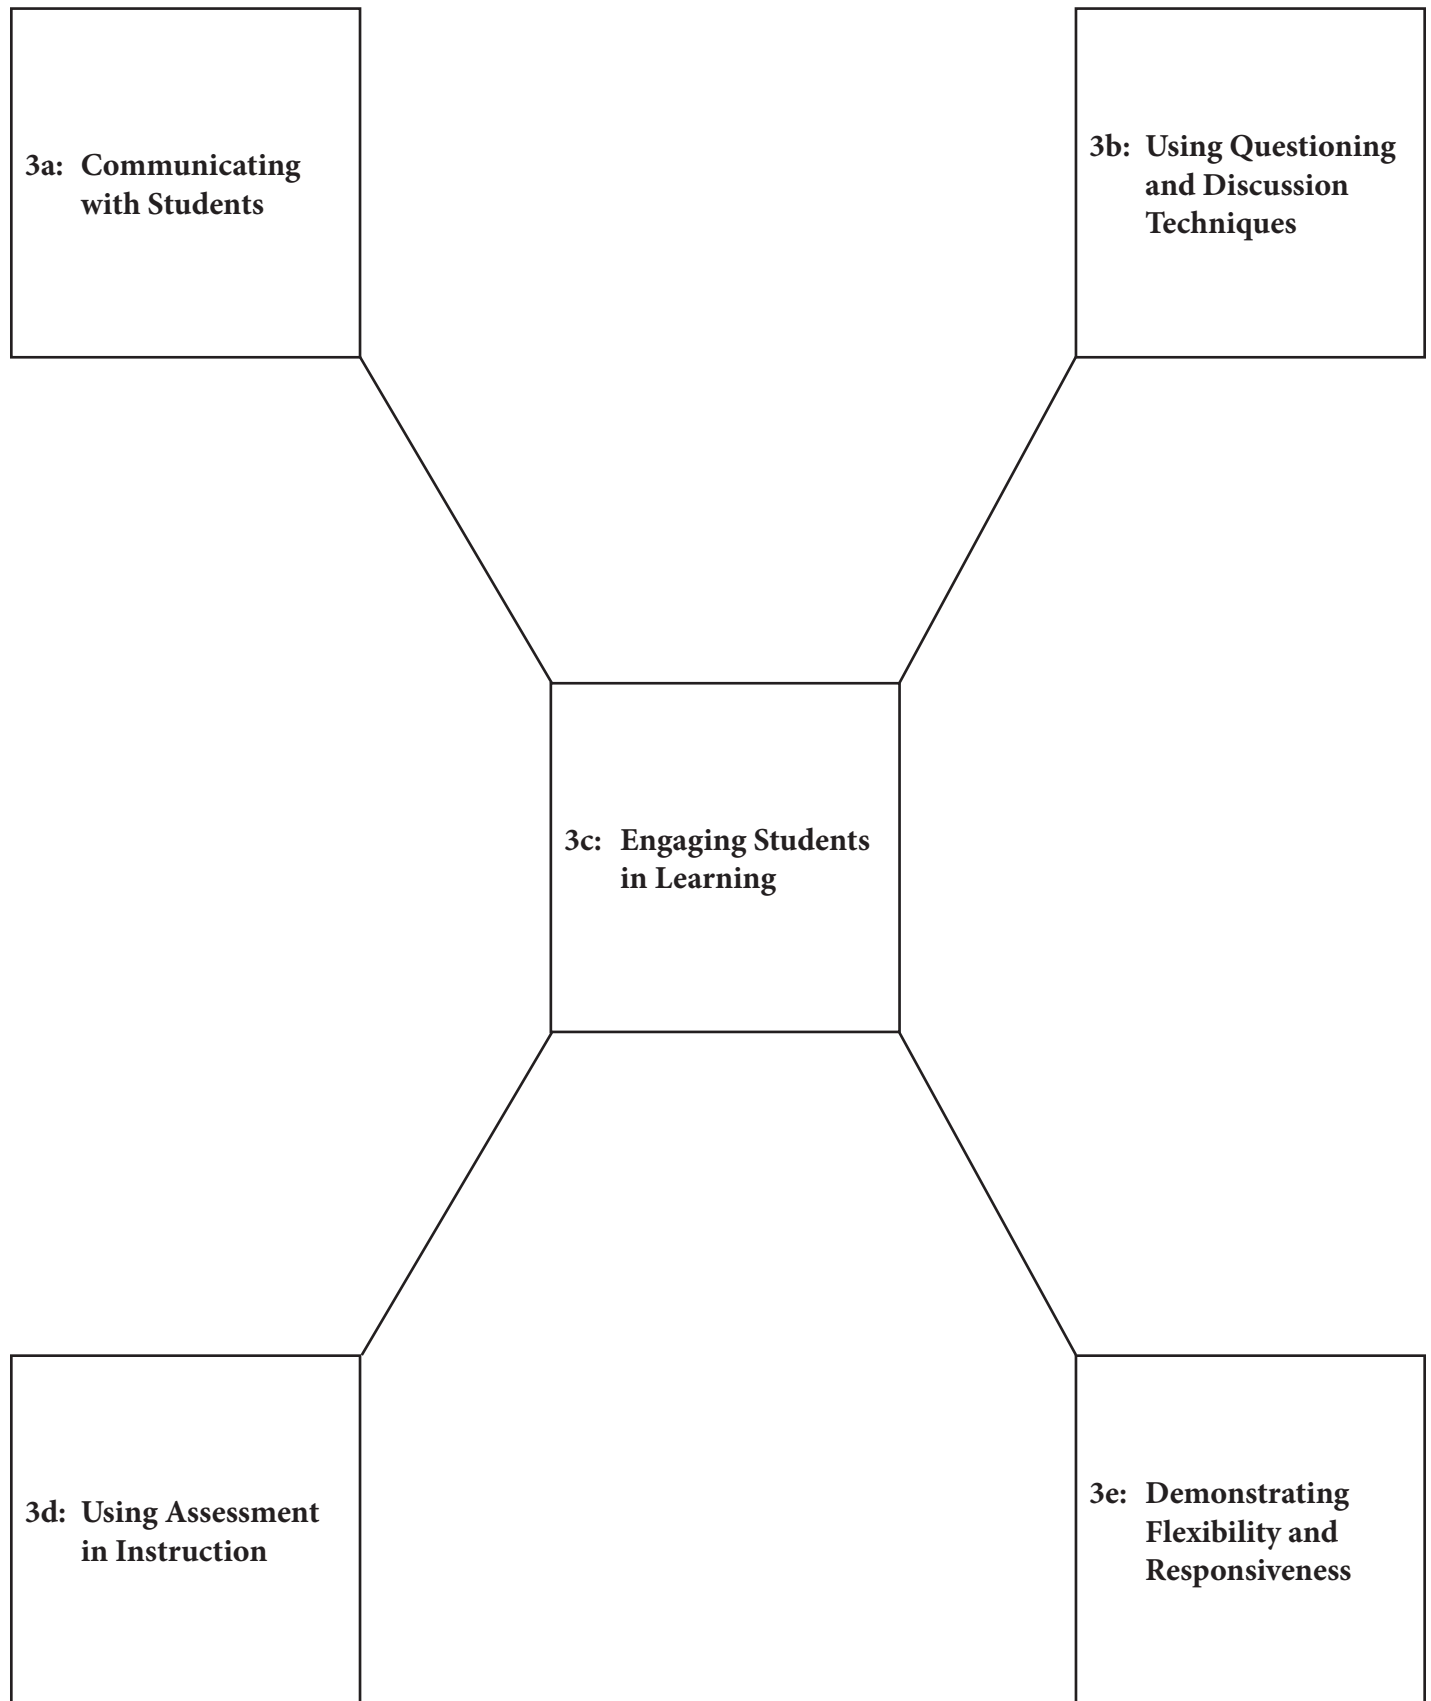 3a: Communicating
with Students
3b: Using Questioning
and Discussion
Techniques
3c: Engaging Students
in Learning
3d: Using Assessment
in Instruction
3e: Demonstrating
Flexibility and
Responsiveness